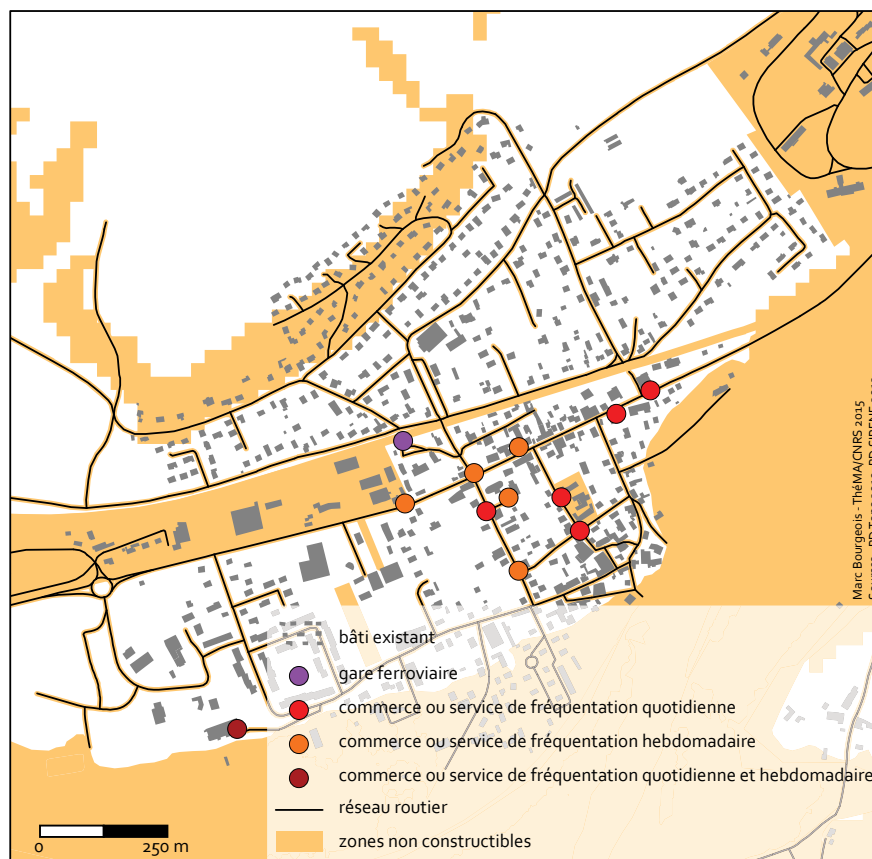 bâti existant
gare ferroviaire
commerce ou service de fréquentation quotidienne
commerce ou service de fréquentation hebdomadaire
commerce ou service de fréquentation quotidienne et hebdomadaire
réseau routier
zones non constructibles
0 250 m
Marc Bourgeois - ThéMA/CNRS 2015